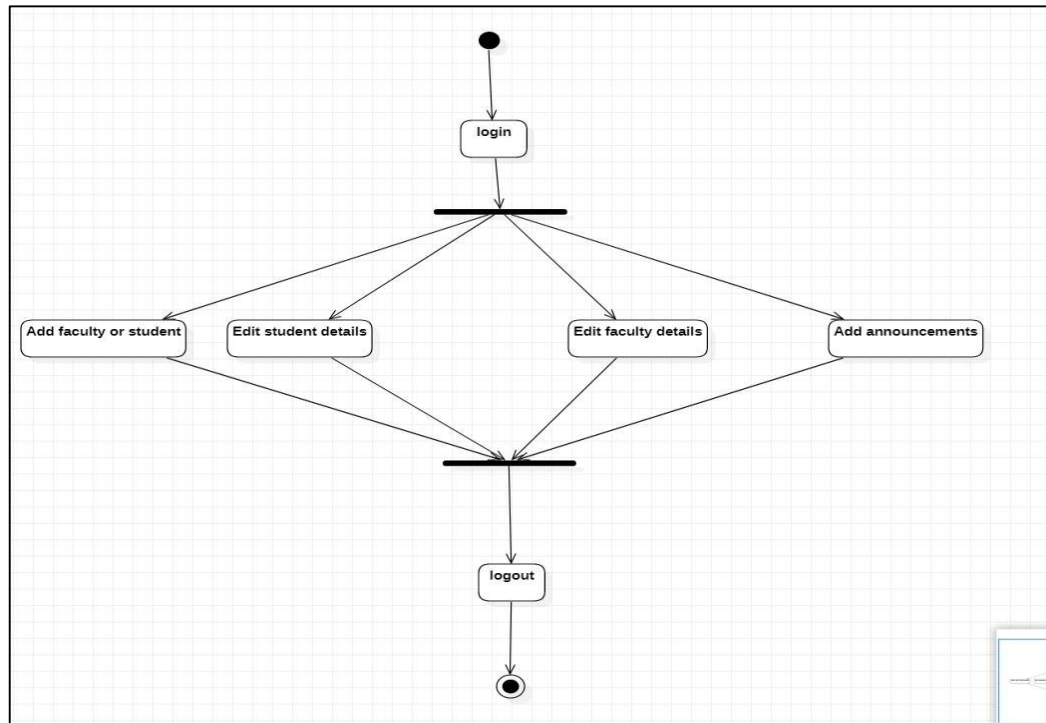 login
Add faculty or student
Edit student details
Edit faculty details
Add announcements
logout